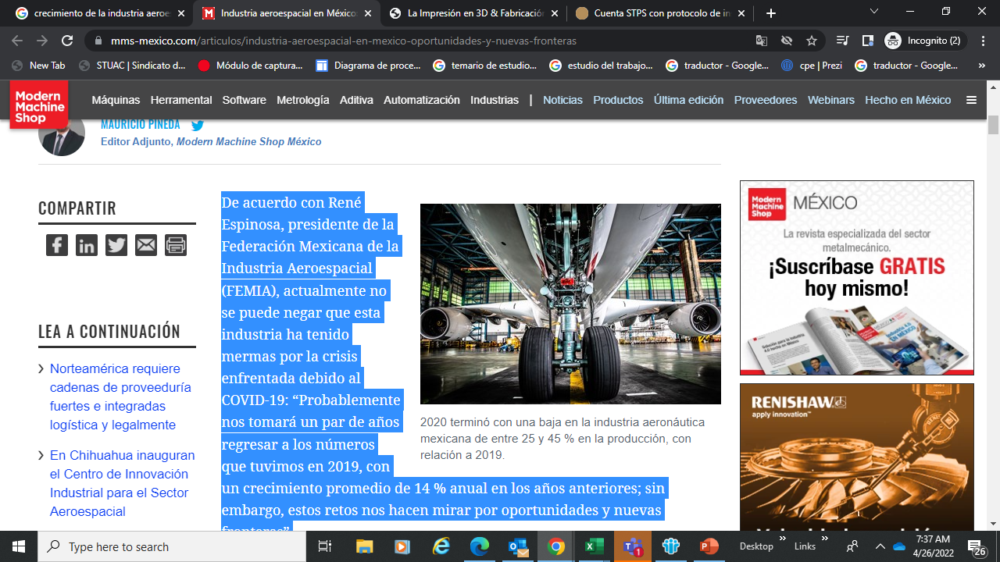 crecimiento de la industria aeroe
Industria aeroespacial en México
La Impresión en 3D & Fabricació
Cuenta STPS con protocolo de in
mms-mexico.com/articulos/industria-aeroespacial-en-mexico-oportunidades-y-nuevas-fronteras
Incognito (2)
New Tab
STUAC | Sindicato d...
Módulo de captura...
Diagrama de proce...
temario de estudio...
estudio del trabajo...
traductor - Google...
cpe | Prezi
traductor - Google...
Modern
Machine
Shop
Máquinas Herramental Software Metrología Aditiva Automatización Industrias | Noticias Productos Última edición Proveedores Webinars Hecho en México
MAURICIO PINEDA
Editor Adjunto, Modern Machine Shop México
COMPARTIR
LEA A CONTINUACIÓN
Norteamérica requiere
cadenas de proveeduría
fuertes e integradas
logística y legalmente
En Chihuahua inauguran
el Centro de Innovación
Industrial para el Sector
Aeroespacial
De acuerdo con René
Espinosa, presidente de la
Federación Mexicana de la
Industria Aeroespacial
(FEMIA), actualmente no
se puede negar que esta
industria ha tenido
mermas por la crisis
enfrentada debido al
COVID-19: “Probablemente
nos tomará un par de años
regresar a los números
que tuvimos en 2019, con
un crecimiento promedio de 14 % anual en los años anteriores; sin
embargo, estos retos nos hacen mirar por oportunidades y nuevas
fronteras”
2020 terminó con una baja en la industria aeronáutica
mexicana de entre 25 y 45 % en la producción, con
relación a 2019.
Modern
Machine
Shop
MÉXICO
La revista especializada del sector
metalmecánico.
¡Suscríbase GRATIS
hoy mismo!
RENISHAW
apply innovation™
Type here to search
1
Desktop
Links
7:37 AM
4/26/2022
26